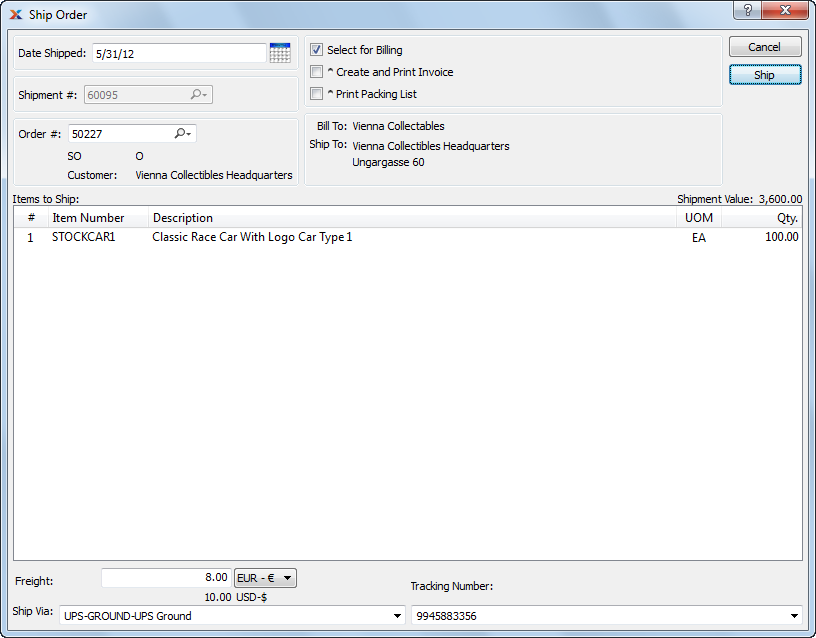 Ship Order
Date Shipped: 5/31/12
Shipment #: 60095
Order #: 50227
SO O
Customer: Vienna Collectibles Headquarters
Select for Billing
^ Create and Print Invoice
^ Print Packing List
Bill To: Vienna Collectables
Ship To: Vienna Collectibles Headquarters
Ungargasse 60
Cancel
Ship
Items to Ship: Shipment Value: 3,600.00
# Item Number Description UOM Qty.
1 STOCKCAR1 Classic Race Car With Logo Car Type 1 EA 100.00
Freight: 8.00 EUR - €
10.00 USD-$
Tracking Number:
Ship Via: UPS-GROUND-UPS Ground 9945883356